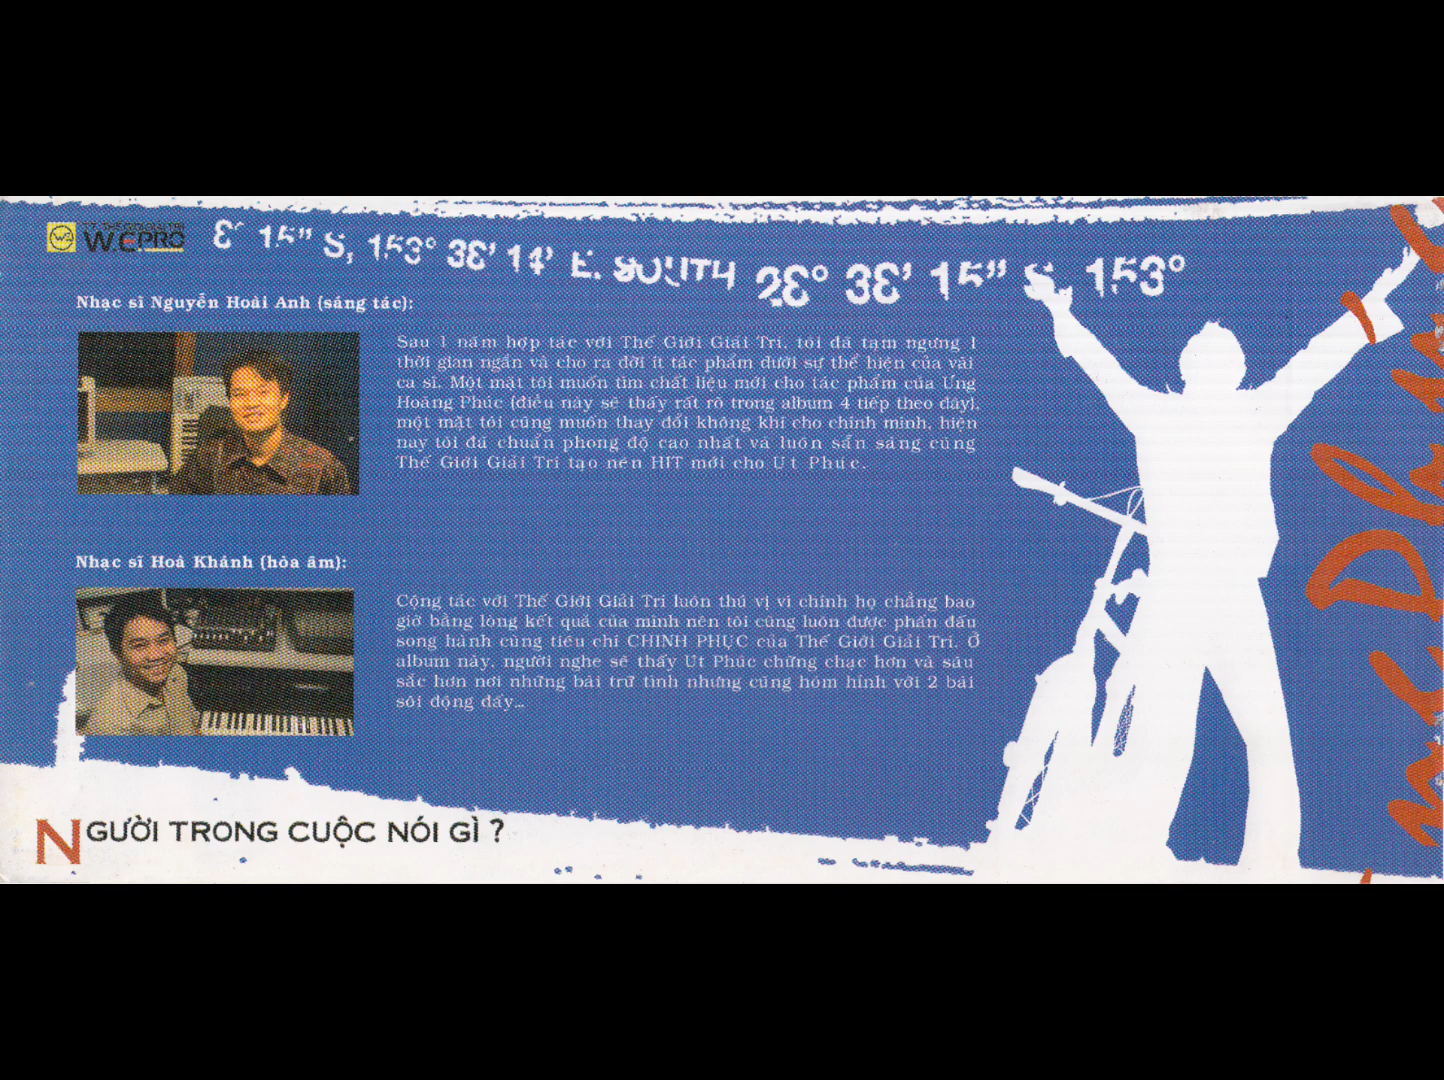 CTY THẾ GIỚI GIẢI TRÍ
W.E.PRO
8° 15" S, 153° 38' 14' E. SOUTH 28° 38' 15" S, 153°
Nhạc sĩ Nguyễn Hoài Anh (sáng tác):
Sau 1 năm hợp tác với Thế Giới Giải Trí, tôi đã tạm ngưng 1
thời gian ngắn và cho ra đời ít tác phẩm dưới sự thể hiện của vài
ca sĩ. Một mặt tôi muốn tìm chất liệu mới cho tác phẩm của Ưng
Hoàng Phúc (điều này sẽ thấy rất rõ trong album 4 tiếp theo đây),
một mặt tôi cũng muốn thay đổi không khí cho chính mình, hiện
nay tôi đã chuẩn phong độ cao nhất và luôn sẵn sàng cùng
Thế Giới Giải Trí tạo nên HIT mới cho Út Phúc.
Nhạc sĩ Hoà Khánh (hòa âm):
Cộng tác với Thế Giới Giải Trí luôn thú vị vì chính họ chẳng bao
giờ bằng lòng kết quả của mình nên tôi cũng luôn được phấn đấu
song hành cùng tiêu chí CHINH PHỤC của Thế Giới Giải Trí. Ở
album này, người nghe sẽ thấy Út Phúc chững chạc hơn và sâu
sắc hơn nơi những bài trữ tình nhưng cũng hóm hỉnh với 2 bài
sôi động đấy...
NGƯỜI TRONG CUỘC NÓI GÌ ?